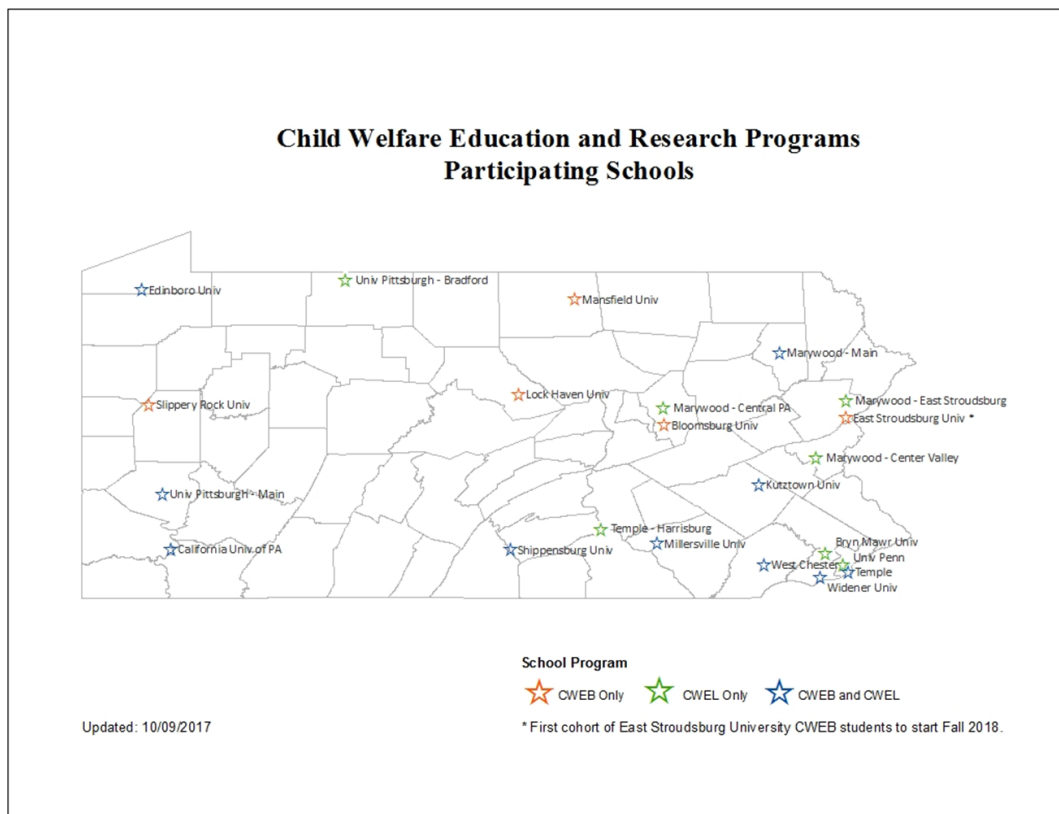 Child Welfare Education and Research Programs
Participating Schools
Univ Pittsburgh - Bradford
Edinboro Univ
Mansfield Univ
Marywood - Main
Lock Haven Univ
Marywood - East Stroudsburg
Slippery Rock Univ
Marywood - Central PA
East Stroudsburg Univ *
Bloomsburg Univ
Marywood - Center Valley
Kutztown Univ
Univ Pittsburgh - Main
Temple - Harrisburg
Bryn Mawr Univ
Millersville Univ
California Univ of PA
Shippensburg Univ
Univ Penn
West Chester
Temple
Widener Univ
School Program
CWEB Only CWEL Only CWEB and CWEL
Updated: 10/09/2017
* First cohort of East Stroudsburg University CWEB students to start Fall 2018.